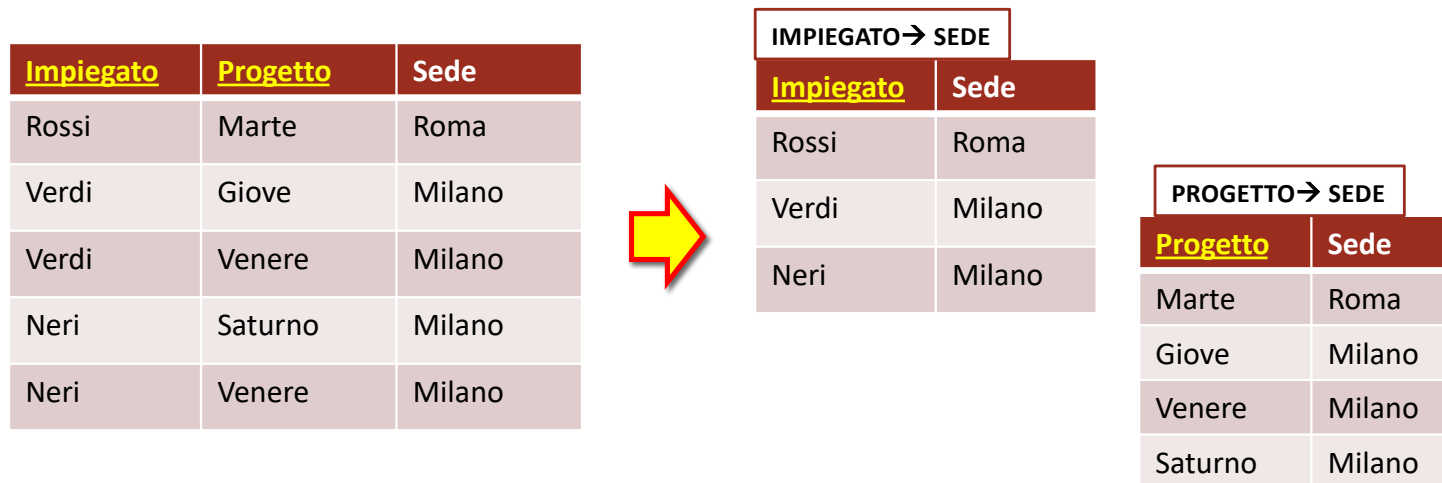 Impiegato Progetto Sede
Rossi Marte Roma
Verdi Giove Milano
Verdi Venere Milano
Neri Saturno Milano
Neri Venere Milano
IMPIEGATO→ SEDE
Impiegato Sede
Rossi Roma
Verdi Milano
Neri Milano
PROGETTO→ SEDE
Progetto Sede
Marte Roma
Giove Milano
Venere Milano
Saturno Milano